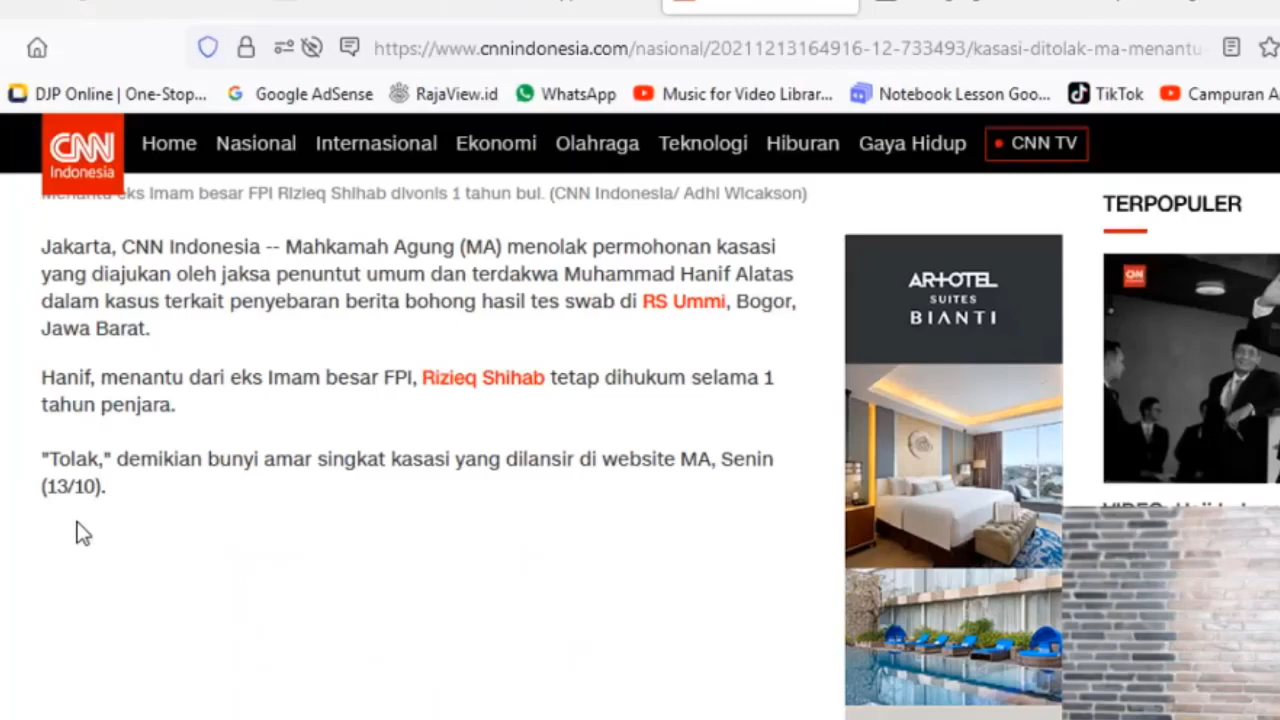 https://www.cnnindonesia.com/nasional/20211213164916-12-733493/kasasi-ditolak-ma-menantu-
DJP Online | One-Stop... Google AdSense RajaView.id WhatsApp Music for Video Librar... Notebook Lesson Goo... TikTok Campuran A
CNN Indonesia
Home Nasional Internasional Ekonomi Olahraga Teknologi Hiburan Gaya Hidup CNN TV
Menantu eks Imam besar FPI Rizieq Shihab divonis 1 tahun bui. (CNN Indonesia/ Adhi Wicakson)
Jakarta, CNN Indonesia -- Mahkamah Agung (MA) menolak permohonan kasasi
yang diajukan oleh jaksa penuntut umum dan terdakwa Muhammad Hanif Alatas
dalam kasus terkait penyebaran berita bohong hasil tes swab di RS Ummi, Bogor,
Jawa Barat.
Hanif, menantu dari eks Imam besar FPI, Rizieq Shihab tetap dihukum selama 1
tahun penjara.
"Tolak," demikian bunyi amar singkat kasasi yang dilansir di website MA, Senin
(13/10).
ARTOTEL
SUITES
BIANTI
TERPOPULER
CNN